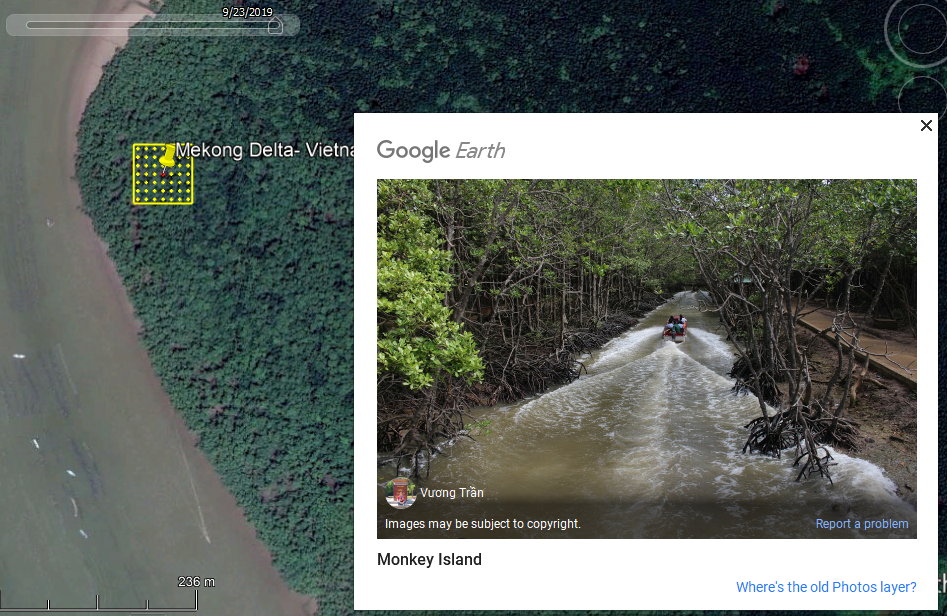 9/23/2019
Mekong Delta- Vietna
Google Earth
Vương Trần
Images may be subject to copyright.
Report a problem
Monkey Island
Where's the old Photos layer?
236 m